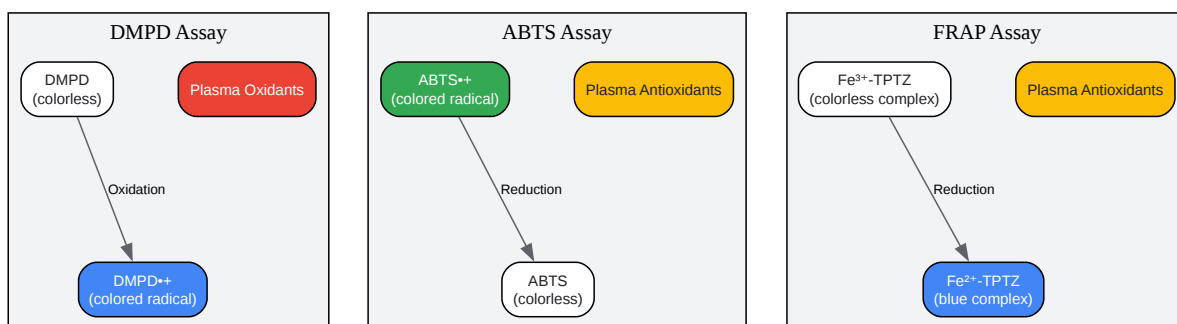 DMPD Assay
DMPD
(colorless)
Plasma Oxidants
Oxidation
DMPD•+
(colored radical)
ABTS Assay
ABTS•+
(colored radical)
Plasma Antioxidants
Reduction
ABTS
(colorless)
FRAP Assay
Fe³⁺-TPTZ
(colorless complex)
Plasma Antioxidants
Reduction
Fe²⁺-TPTZ
(blue complex)